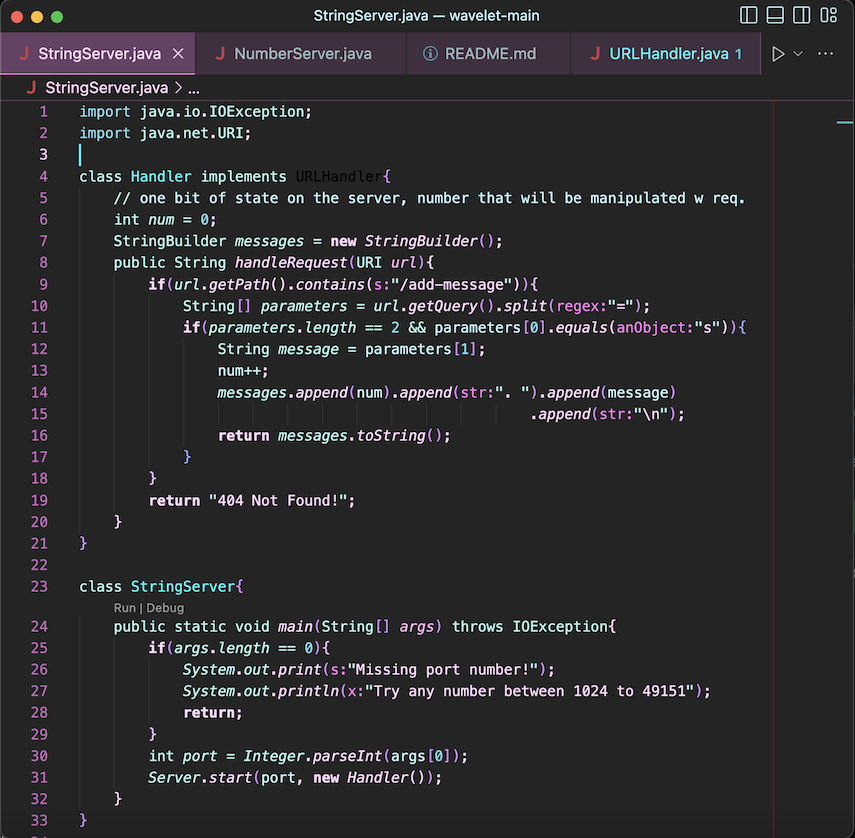 StringServer.java — wavelet-main
J StringServer.java × J NumberServer.java ⓘ README.md J URLHandler.java 1 ...
J StringServer.java > ...
1 import java.io.IOException;
2 import java.net.URI;
3
4 class Handler implements URLHandler{
5 // one bit of state on the server, number that will be manipulated w req.
6 int num = 0;
7 StringBuilder messages = new StringBuilder();
8 public String handleRequest(URI url){
9 if(url.getPath().contains(s:"/add-message")){
10 String[] parameters = url.getQuery().split(regex:"=");
11 if(parameters.length == 2 && parameters[0].equals(anObject:"s")){
12 String message = parameters[1];
13 num++;
14 messages.append(num).append(str:". ").append(message)
15 .append(str:"\n");
16 return messages.toString();
17 }
18 }
19 return "404 Not Found!";
20 }
21 }
22
23 class StringServer{
Run | Debug
24 public static void main(String[] args) throws IOException{
25 if(args.length == 0){
26 System.out.print(s:"Missing port number!");
27 System.out.println(x:"Try any number between 1024 to 49151");
28 return;
29 }
30 int port = Integer.parseInt(args[0]);
31 Server.start(port, new Handler());
32 }
33 }